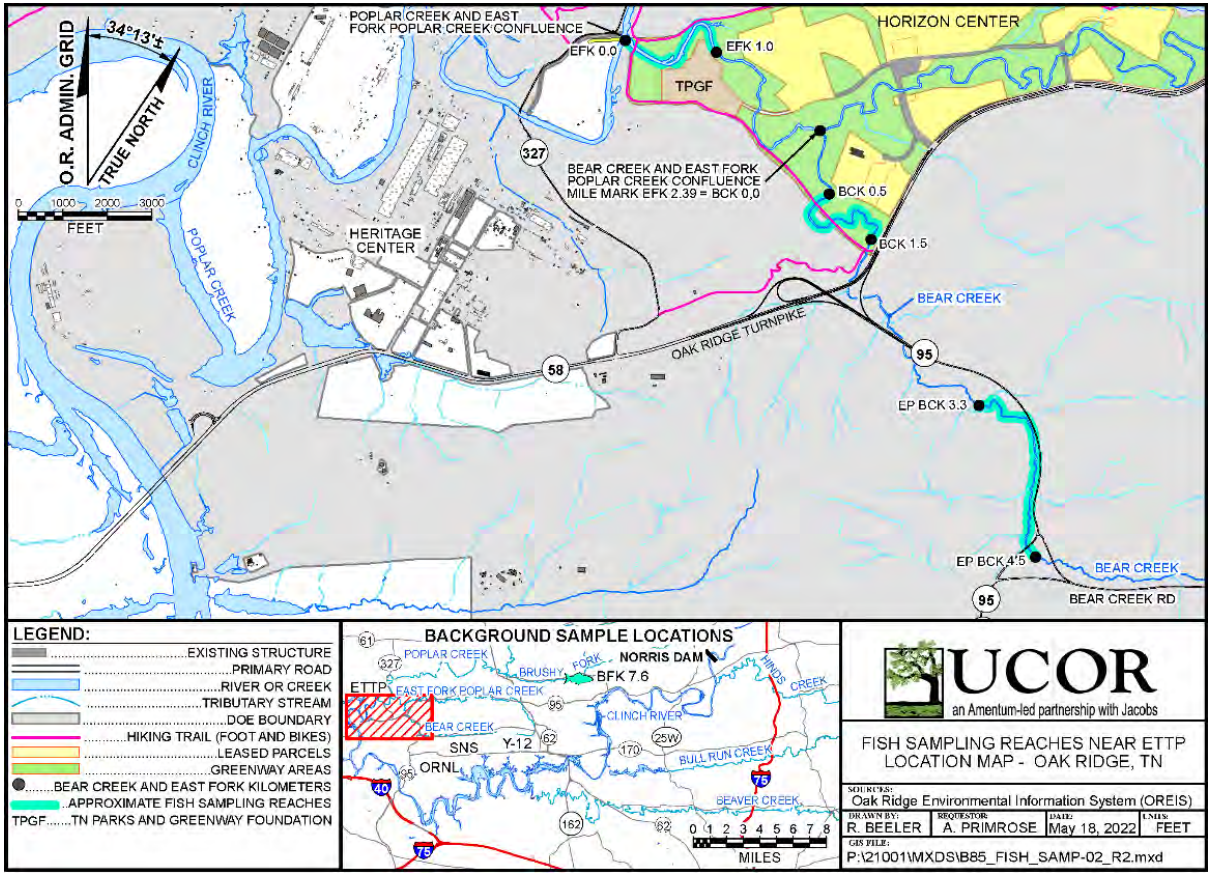 POPLAR CREEK AND EAST
FORK POPLAR CREEK CONFLUENCE
EFK 0.0
EFK 1.0
HORIZON CENTER
TPGF
34°13'±
O.R. ADMIN. GRID
TRUE NORTH
CLINCH RIVER
0 1000 2000 3000
FEET
POPLAR CREEK
HERITAGE
CENTER
327
BEAR CREEK AND EAST FORK
POPLAR CREEK CONFLUENCE
MILE MARK EFK 2.39 = BCK 0,0
BCK 0.5
BCK 1.5
BEAR CREEK
OAK RIDGE TURNPIKE
58
95
EP BCK 3.3
EP BCK 4.5
BEAR CREEK
95
BEAR CREEK RD
LEGEND:
EXISTING STRUCTURE
PRIMARY ROAD
RIVER OR CREEK
TRIBUTARY STREAM
DOE BOUNDARY
HIKING TRAIL (FOOT AND BIKES)
LEASED PARCELS
GREENWAY AREAS
BEAR CREEK AND EAST FORK KILOMETERS
APPROXIMATE FISH SAMPLING REACHES
TPGF......TN PARKS AND GREENWAY FOUNDATION
BACKGROUND SAMPLE LOCATIONS
61
327
POPLAR CREEK
BRUSHY FORK
NORRIS DAM
BFK 7.6
HINDS CREEK
ETTP
EAST FORK POPLAR CREEK
95
CLINCH RIVER
BEAR CREEK
62
SNS
Y-12
170
25W
BULL RUN CREEK
ORNL
95
40
75
BEAVER CREEK
162
62
75
0 1 2 3 4 5 6 7 8
MILES
UCOR
an Amentum-led partnership with Jacobs
FISH SAMPLING REACHES NEAR ETTP
LOCATION MAP - OAK RIDGE, TN
SOURCES:
Oak Ridge Environmental Information System (OREIS)
DRAWN BY: REQUESTOR: DATE: UNITS:
R. BEELER A. PRIMROSE May 18, 2022 FEET
GIS FILE:
P:\21001\MXDS\B85_FISH_SAMP-02_R2.mxd